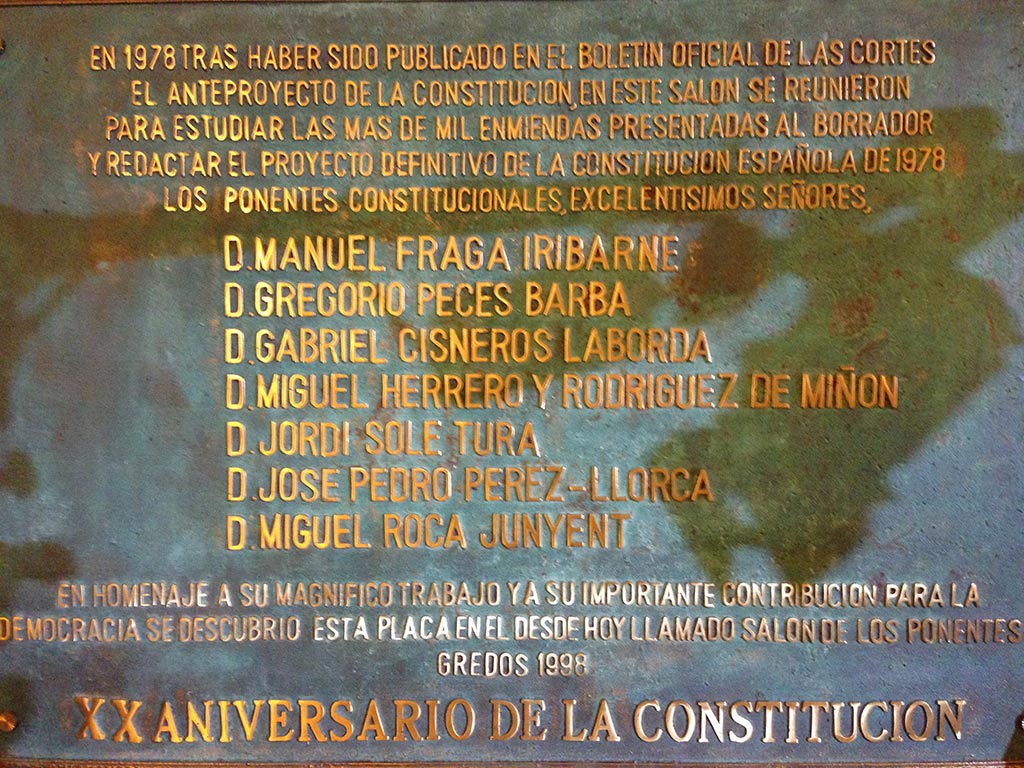 EN 1978 TRAS HABER SIDO PUBLICADO EN EL BOLETIN OFICIAL DE LAS CORTES
EL ANTEPROYECTO DE LA CONSTITUCION, EN ESTE SALON SE REUNIERON
PARA ESTUDIAR LAS MAS DE MIL ENMIENDAS PRESENTADAS AL BORRADOR
Y REDACTAR EL PROYECTO DEFINITIVO DE LA CONSTITUCION ESPAÑOLA DE 1978
LOS PONENTES CONSTITUCIONALES, EXCELENTISIMOS SEÑORES,
D. MANUEL FRAGA IRIBARNE
D. GREGORIO PECES BARBA
D. GABRIEL CISNEROS LABORDA
D. MIGUEL HERRERO Y RODRIGUEZ DE MIÑON
D. JORDI SOLE TURA
D. JOSE PEDRO PEREZ-LLORCA
D. MIGUEL ROCA JUNYENT
EN HOMENAJE A SU MAGNIFICO TRABAJO Y A SU IMPORTANTE CONTRIBUCION PARA LA
DEMOCRACIA SE DESCUBRIO ESTA PLACA EN EL DESDE HOY LLAMADO SALON DE LOS PONENTES
GREDOS 1998
XX ANIVERSARIO DE LA CONSTITUCION